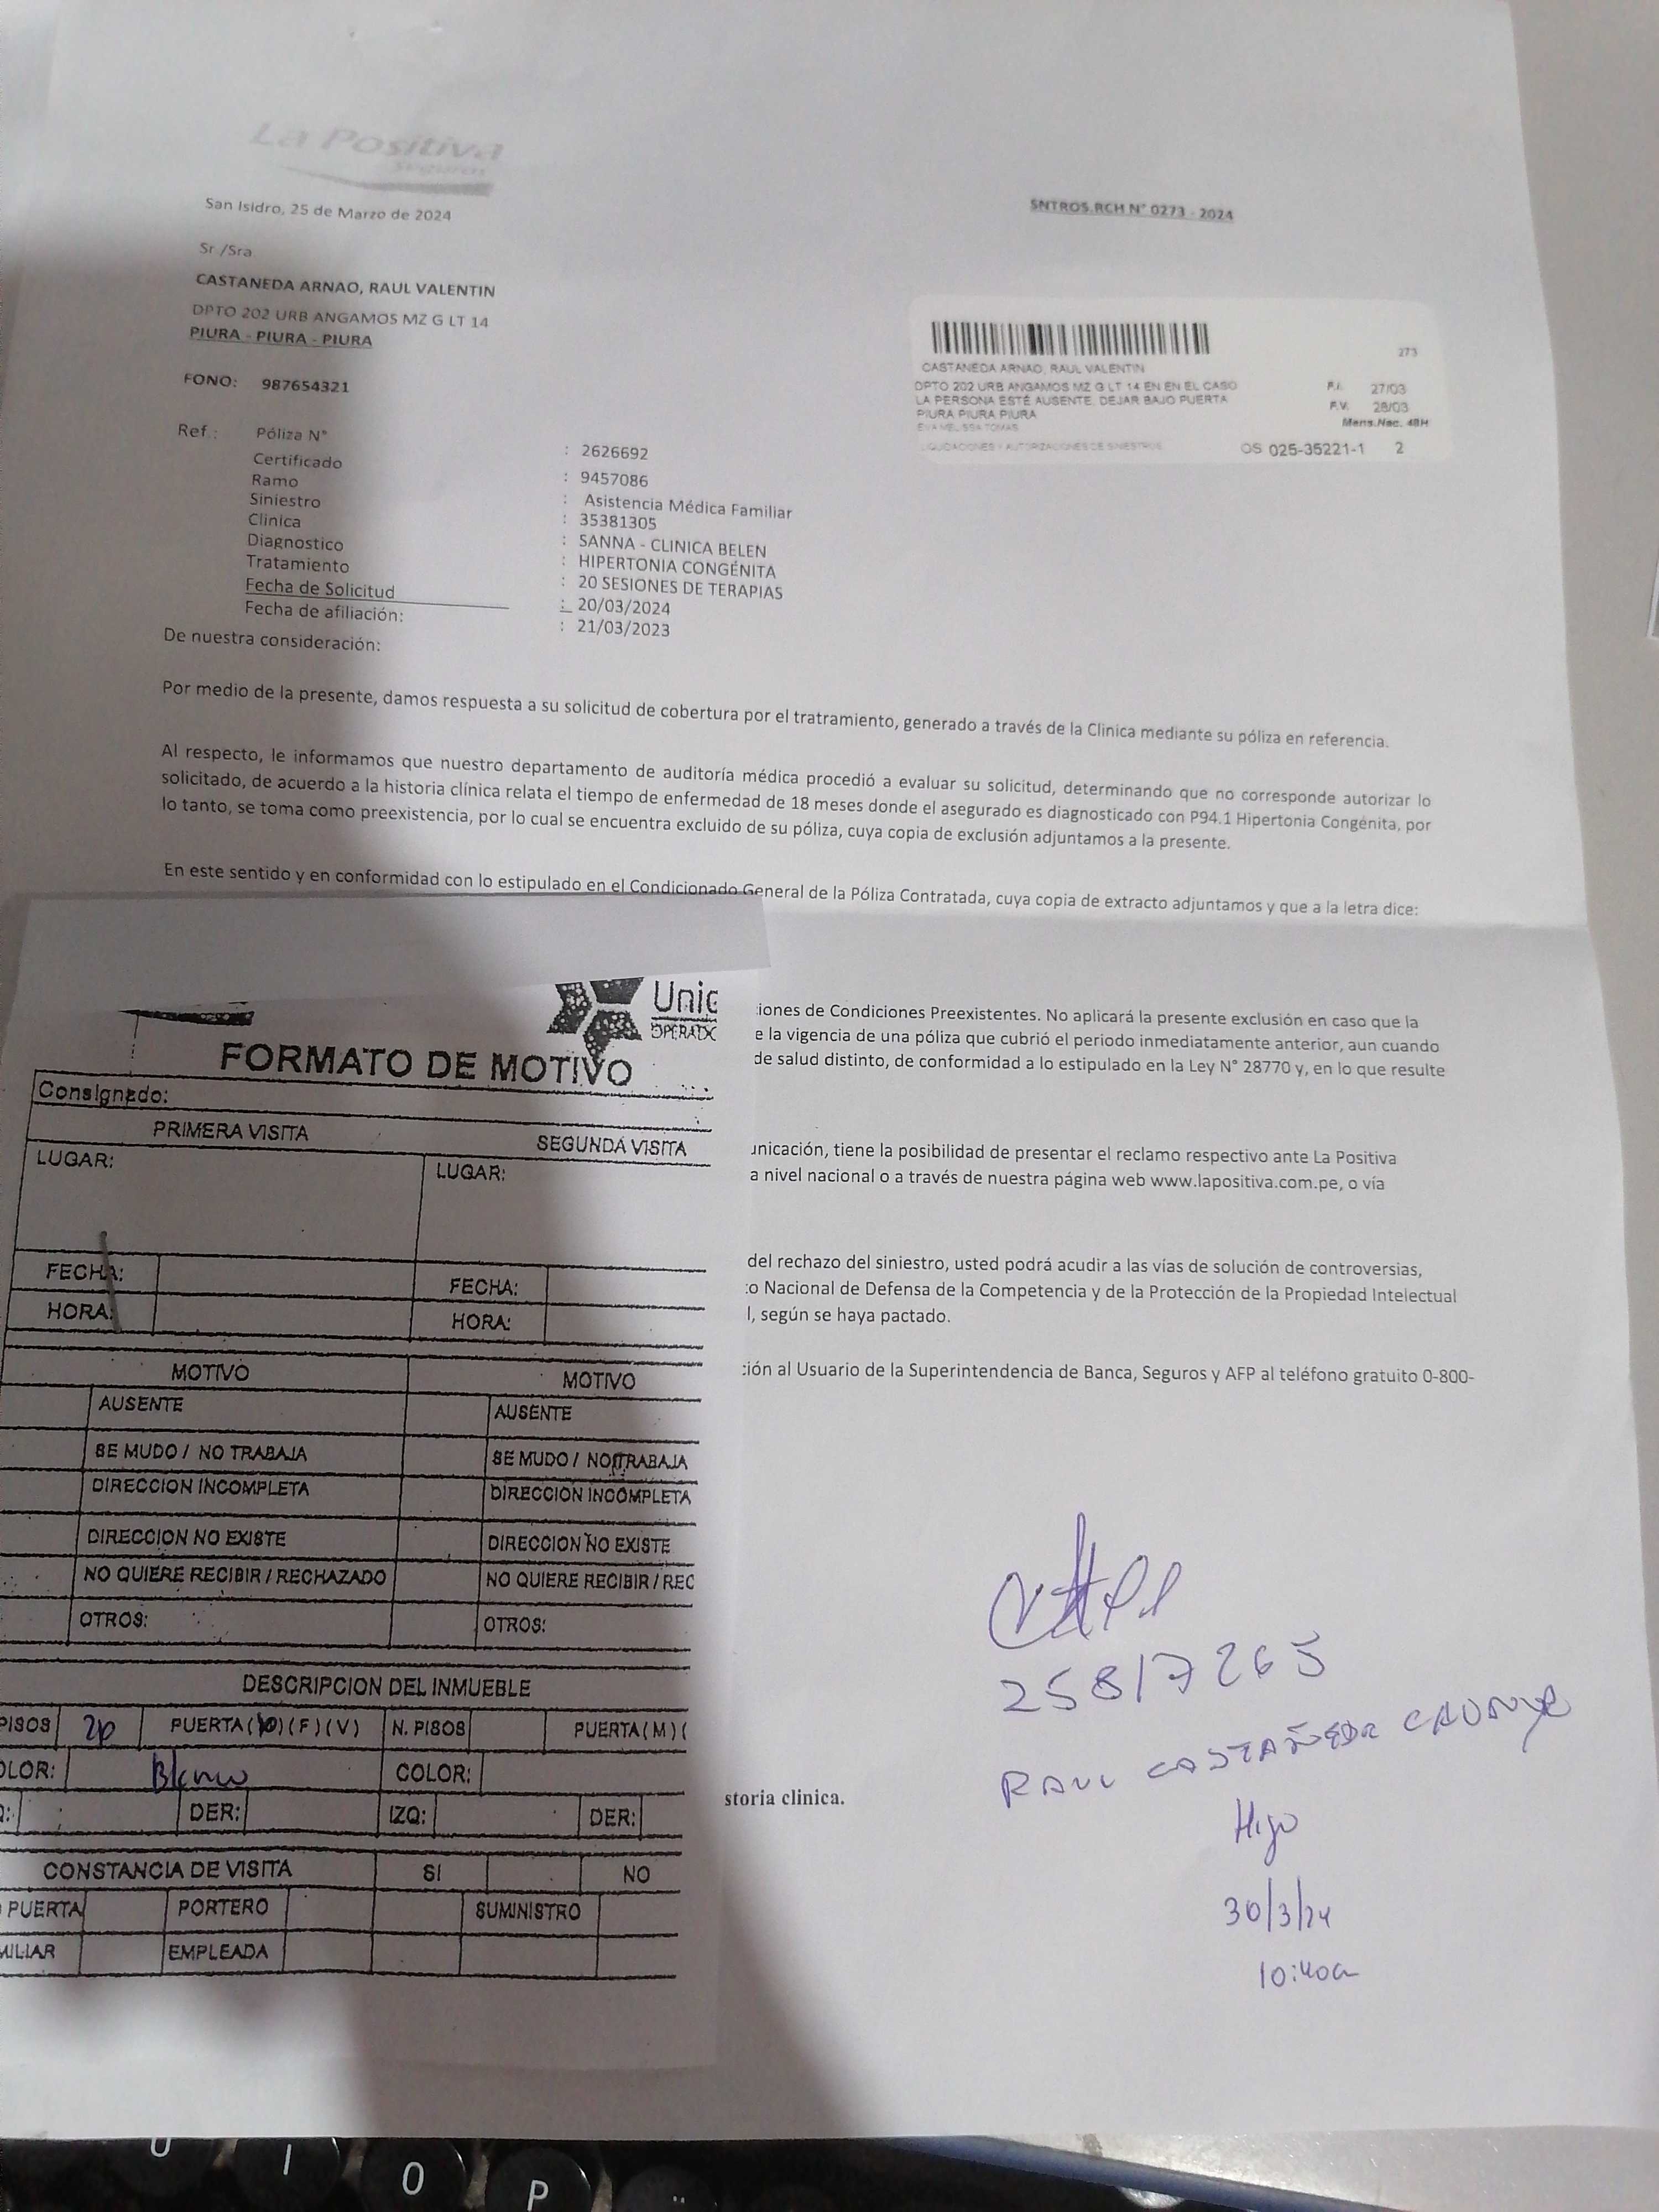 La Positiva
Seguros
San Isidro, 25 de Marzo de 2024
SNTROS.RCH N° 0273 - 2024
Sr /Sra
CASTANEDA ARNAO, RAUL VALENTIN
DPTO 202 URB ANGAMOS MZ G LT 14
PIURA - PIURA - PIURA
FONO: 987654321
273
CASTANEDA ARNAO, RAUL VALENTIN
DPTO 202 URB ANGAMOS MZ G LT 14 EN EN EL CASO
LA PERSONA ESTÉ AUSENTE, DEJAR BAJO PUERTA
PIURA PIURA PIURA
EVA MELISSA TOMAS
LIQUIDACIONES Y AUTORIZACIONES DE SINIESTROS
F.I. 27/03
F.V. 28/03
Mens.Nac. 48H
OS 025-35221-1 2
Ref.: Póliza N° : 2626692
Certificado : 9457086
Ramo : Asistencia Médica Familiar
Siniestro : 35381305
Clinica : SANNA - CLINICA BELEN
Diagnostico : HIPERTONIA CONGÉNITA
Tratamiento : 20 SESIONES DE TERAPIAS
Fecha de Solicitud : 20/03/2024
Fecha de afiliación: : 21/03/2023
De nuestra consideración:
Por medio de la presente, damos respuesta a su solicitud de cobertura por el tratramiento, generado a través de la Clinica mediante su póliza en referencia.
Al respecto, le informamos que nuestro departamento de auditoría médica procedió a evaluar su solicitud, determinando que no corresponde autorizar lo
solicitado, de acuerdo a la historia clínica relata el tiempo de enfermedad de 18 meses donde el asegurado es diagnosticado con P94.1 Hipertonia Congénita, por
lo tanto, se toma como preexistencia, por lo cual se encuentra excluido de su póliza, cuya copia de exclusión adjuntamos a la presente.
En este sentido y en conformidad con lo estipulado en el Condicionado General de la Póliza Contratada, cuya copia de extracto adjuntamos y que a la letra dice:
iones de Condiciones Preexistentes. No aplicará la presente exclusión en caso que la
e la vigencia de una póliza que cubrió el periodo inmediatamente anterior, aun cuando
de salud distinto, de conformidad a lo estipulado en la Ley N° 28770 y, en lo que resulte
unicación, tiene la posibilidad de presentar el reclamo respectivo ante La Positiva
a nivel nacional o a través de nuestra página web www.lapositiva.com.pe, o vía
del rechazo del siniestro, usted podrá acudir a las vías de solución de controversias,
o Nacional de Defensa de la Competencia y de la Protección de la Propiedad Intelectual
l, según se haya pactado.
ción al Usuario de la Superintendencia de Banca, Seguros y AFP al teléfono gratuito 0-800-
storia clinica.
Unic
OPERADO
FORMATO DE MOTIVO
Consignado:
PRIMERA VISITA SEGUNDA VISITA
LUGAR: LUGAR:
FECHA: FECHA:
HORA: HORA:
MOTIVO MOTIVO
AUSENTE AUSENTE
SE MUDO / NO TRABAJA SE MUDO / NO TRABAJA
DIRECCION INCOMPLETA DIRECCION INCOMPLETA
DIRECCION NO EXISTE DIRECCION NO EXISTE
NO QUIERE RECIBIR / RECHAZADO NO QUIERE RECIBIR / REC
OTROS: OTROS:
DESCRIPCION DEL INMUEBLE
PISOS 2p PUERTA ( ) (F) (V) N. PISOS PUERTA (M) (
OLOR: Blanco COLOR:
DER: IZQ: DER:
CONSTANCIA DE VISITA SI NO
PUERTA PORTERO SUMINISTRO
MILIAR EMPLEADA
25817265
RAUL CASTAÑEDA
Hijo
30/3/24
10:40a
U I O P